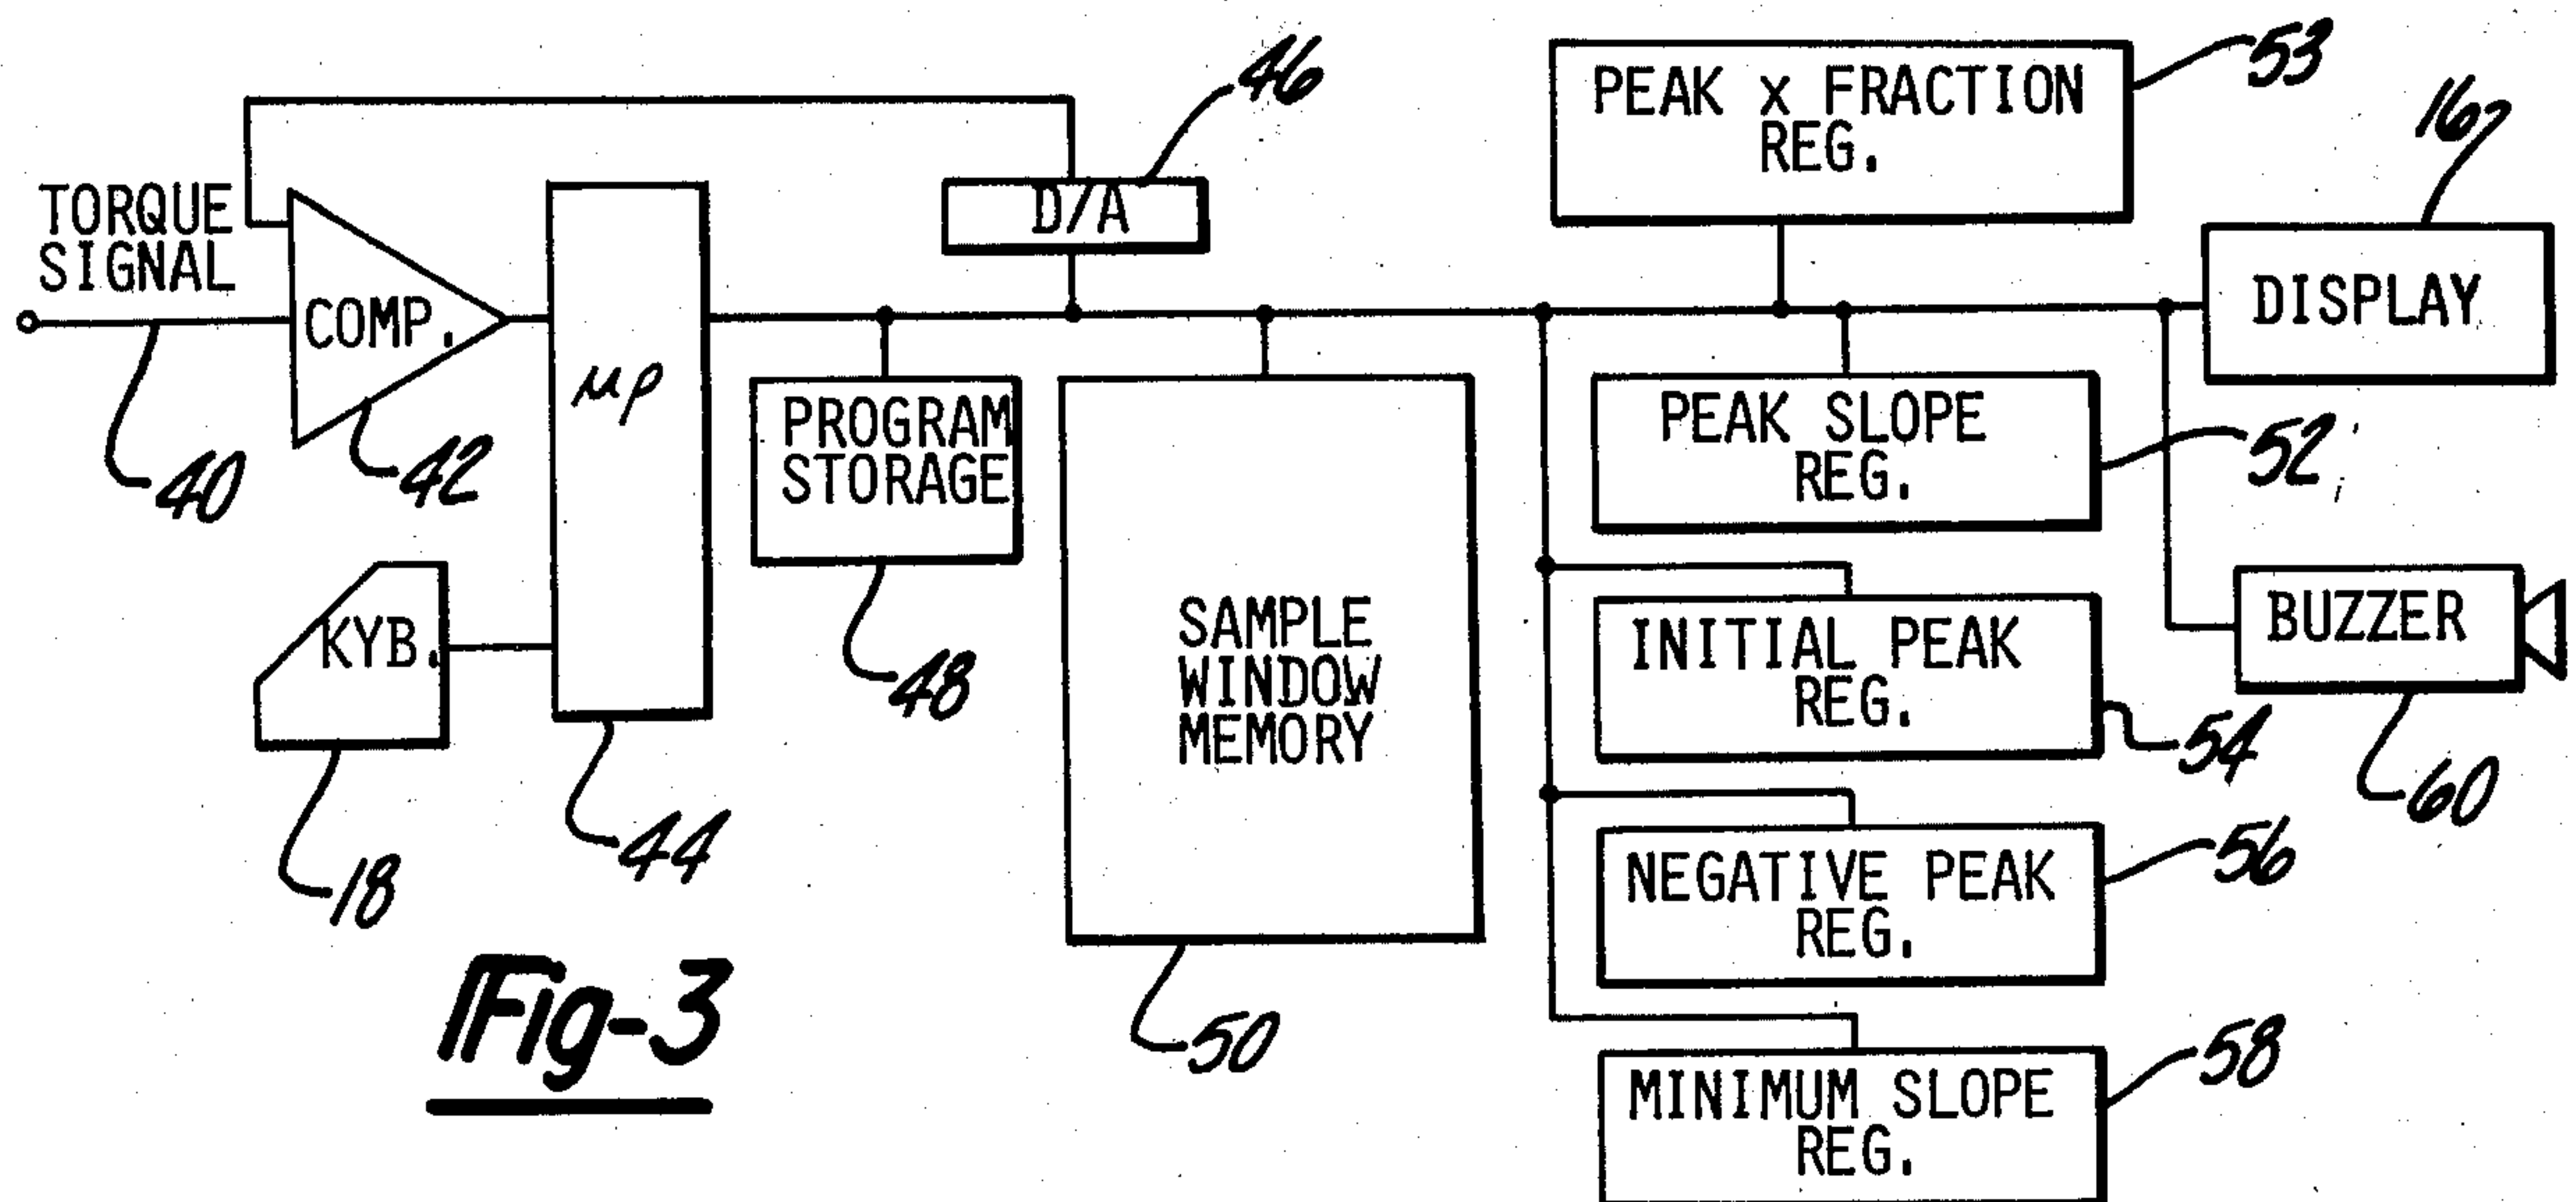 46
PEAK x FRACTION
REG.
53
16
TORQUE
SIGNAL
D/A
COMP.
μp
DISPLAY
40
42
PROGRAM
STORAGE
PEAK SLOPE
REG.
52
KYB.
48
SAMPLE
WINDOW
MEMORY
INITIAL PEAK
REG.
54
BUZZER
60
18
44
NEGATIVE PEAK
REG.
56
Fig-3
50
MINIMUM SLOPE
REG.
58